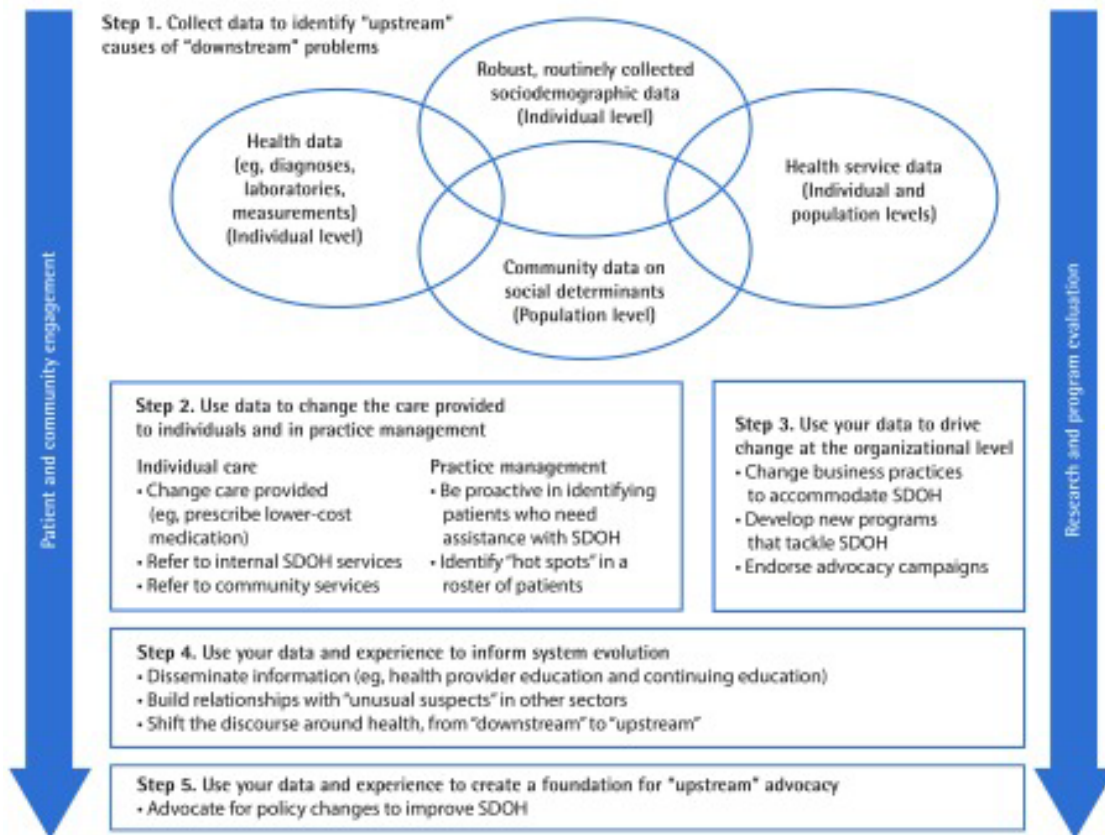 Step 1. Collect data to identify "upstream"
causes of "downstream" problems
Robust, routinely collected
sociodemographic data
(Individual level)
Health data
(eg, diagnoses,
laboratories,
measurements)
(Individual level)
Health service data
(Individual and
population levels)
Community data on
social determinants
(Population level)
Patient and community engagement
Research and program evaluation
Step 2. Use data to change the care provided
to individuals and in practice management
Individual care
• Change care provided
(eg, prescribe lower-cost
medication)
• Refer to internal SDOH services
• Refer to community services
Practice management
• Be proactive in identifying
patients who need
assistance with SDOH
• Identify "hot spots" in a
roster of patients
Step 3. Use your data to drive
change at the organizational level
• Change business practices
to accommodate SDOH
• Develop new programs
that tackle SDOH
• Endorse advocacy campaigns
Step 4. Use your data and experience to inform system evolution
• Disseminate information (eg, health provider education and continuing education)
• Build relationships with "unusual suspects" in other sectors
• Shift the discourse around health, from "downstream" to "upstream"
Step 5. Use your data and experience to create a foundation for "upstream" advocacy
• Advocate for policy changes to improve SDOH